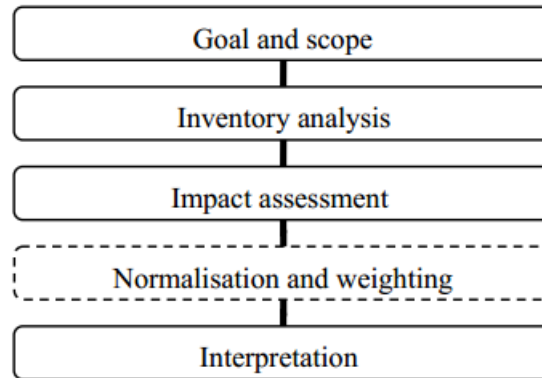 Goal and scope
Inventory analysis
Impact assessment
Normalisation and weighting
Interpretation